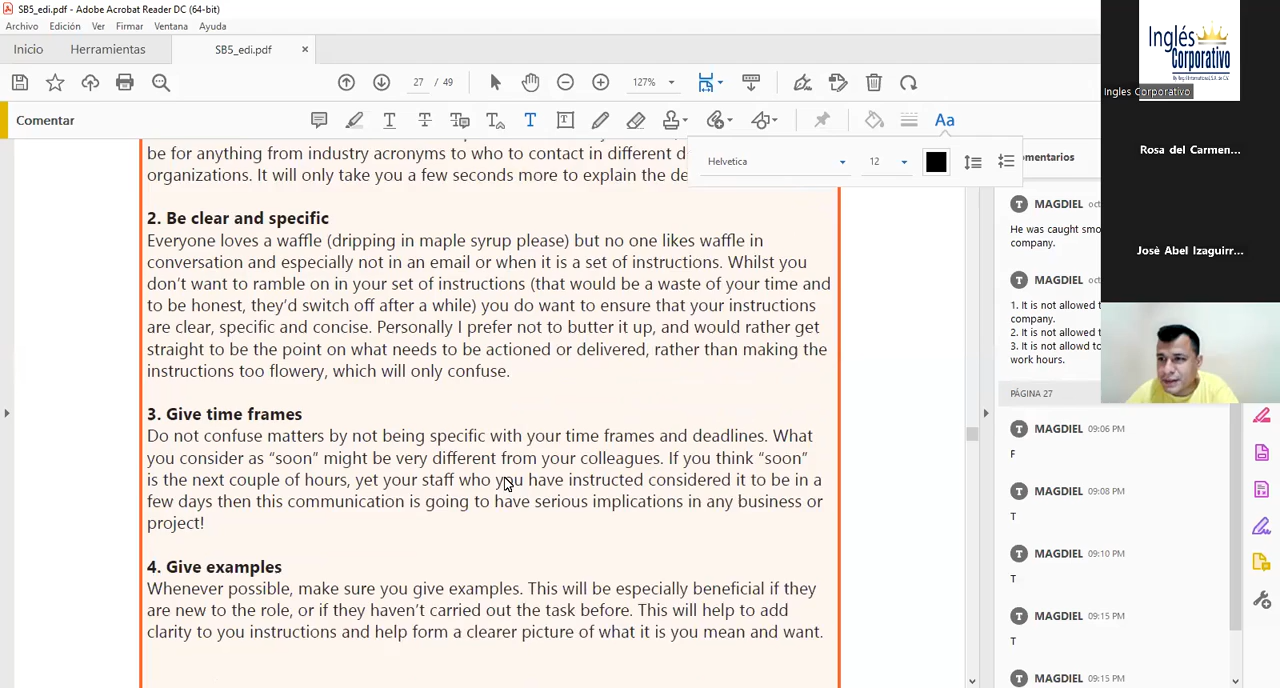 SB5_edi.pdf - Adobe Acrobat Reader DC (64-bit)
Archivo Edición Ver Firmar Ventana Ayuda
Inicio Herramientas SB5_edi.pdf ×
27 / 49 127%
Comentar
Helvetica 12
Aa
be for anything from industry acronyms to who to contact in different d
organizations. It will only take you a few seconds more to explain the de
2. Be clear and specific
Everyone loves a waffle (dripping in maple syrup please) but no one likes waffle in
conversation and especially not in an email or when it is a set of instructions. Whilst you
don’t want to ramble on in your set of instructions (that would be a waste of your time and
to be honest, they’d switch off after a while) you do want to ensure that your instructions
are clear, specific and concise. Personally I prefer not to butter it up, and would rather get
straight to be the point on what needs to be actioned or delivered, rather than making the
instructions too flowery, which will only confuse.
3. Give time frames
Do not confuse matters by not being specific with your time frames and deadlines. What
you consider as “soon” might be very different from your colleagues. If you think “soon”
is the next couple of hours, yet your staff who you have instructed considered it to be in a
few days then this communication is going to have serious implications in any business or
project!
4. Give examples
Whenever possible, make sure you give examples. This will be especially beneficial if they
are new to the role, or if they haven’t carried out the task before. This will help to add
clarity to you instructions and help form a clearer picture of what it is you mean and want.
omentarios
T MAGDIEL oct
He was caught smo
company.
T MAGDIEL oct
1. It is not allowed t
company.
2. It is not allowed t
3. It is not allowd to
work hours.
PÁGINA 27
T MAGDIEL 09:06 PM
F
T MAGDIEL 09:08 PM
T
T MAGDIEL 09:10 PM
T
T MAGDIEL 09:15 PM
T
T MAGDIEL 09:15 PM
Inglés
Corporativo
Ingles Corporativo
Rosa del Carmen...
Josè Abel Izaguirr...